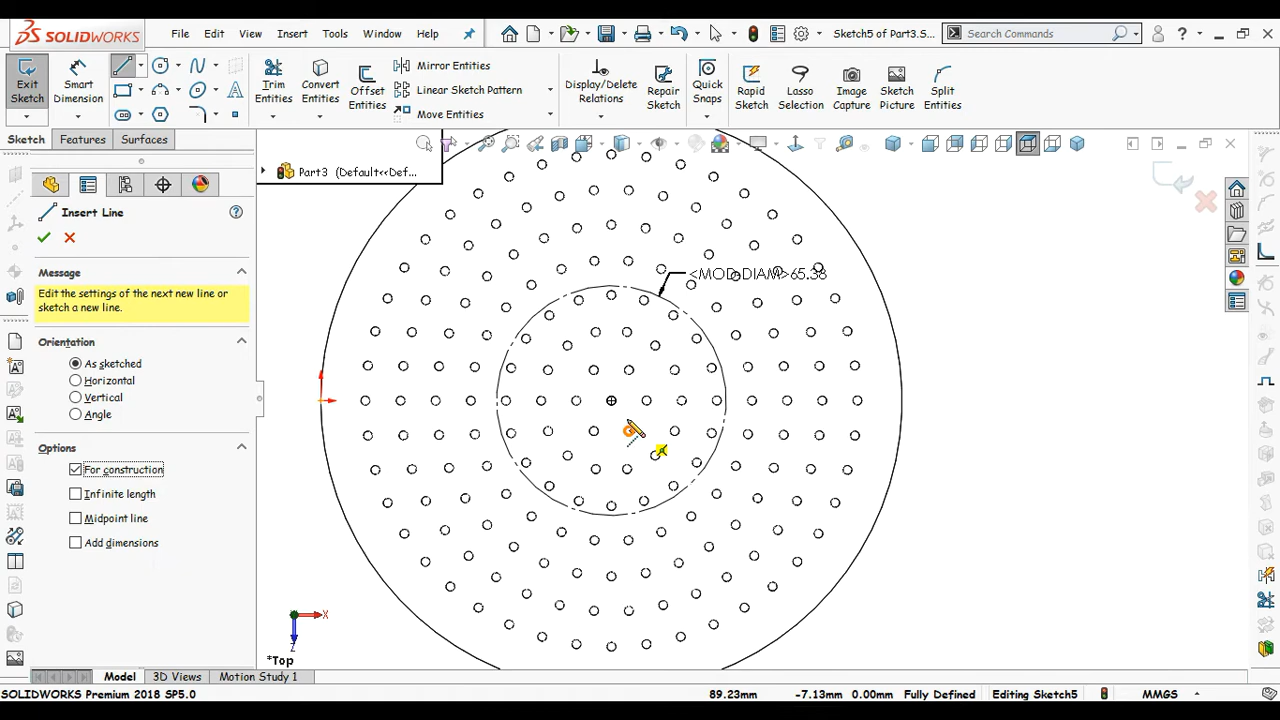 DS SOLIDWORKS File Edit View Insert Tools Window Help Sketch5 of Part3.S... Search Commands ?
Exit Sketch
Smart Dimension
Trim Entities
Convert Entities
Offset Entities
Mirror Entities
Linear Sketch Pattern
Move Entities
Display/Delete Relations
Repair Sketch
Quick Snaps
Rapid Sketch
Lasso Selection
Image Capture
Sketch Picture
Split Entities
Sketch Features Surfaces
Part3 (Default<<Def...
Insert Line
Message
Edit the settings of the next new line or
sketch a new line.
Orientation
As sketched
Horizontal
Vertical
Angle
Options
For construction
Infinite length
Midpoint line
Add dimensions
<MOD-DIAM>65.38
X
Z
*Top
Model 3D Views Motion Study 1
SOLIDWORKS Premium 2018 SP5.0 89.23mm -7.13mm 0.00mm Fully Defined Editing Sketch5 MMGS